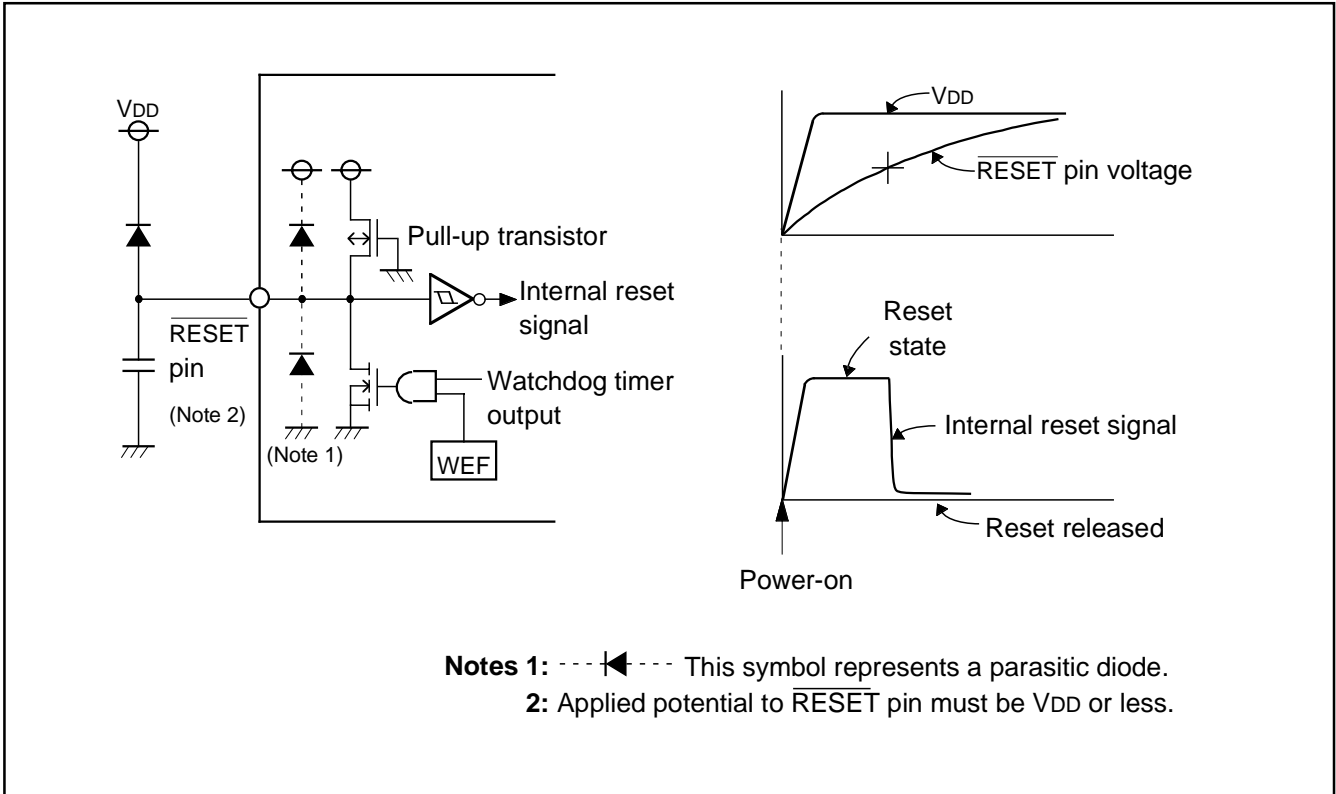 VDD
Pull-up transistor
Internal reset
signal
RESET
pin
(Note 2)
(Note 1)
Watchdog timer
output
WEF
VDD
RESET pin voltage
Reset
state
Internal reset signal
Reset released
Power-on
Notes 1: This symbol represents a parasitic diode.
2: Applied potential to RESET pin must be VDD or less.